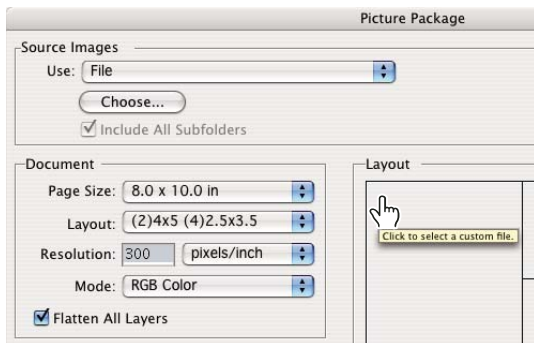 Picture Package
Source Images
Use: File
Choose...
Include All Subfolders
Document
Page Size: 8.0 x 10.0 in
Layout: (2)4x5 (4)2.5x3.5
Resolution: 300 pixels/inch
Mode: RGB Color
Flatten All Layers
Layout
Click to select a custom file.